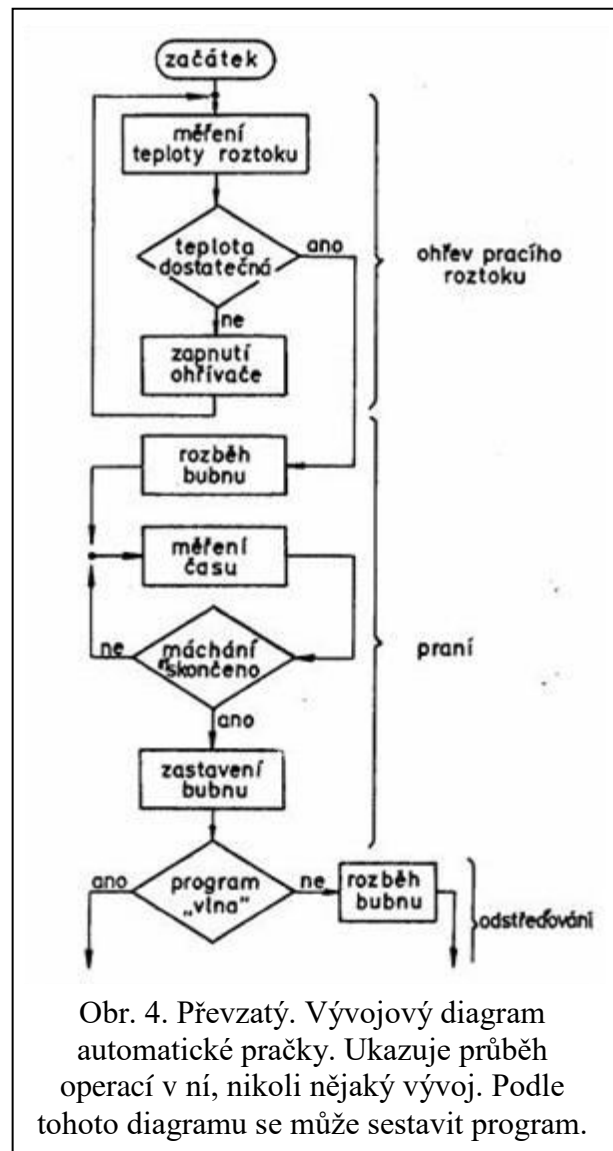 začátek
měření
teploty roztoku
teplota
dostatečná
ano
ne
zapnutí
ohřívače
ohřev pracího
roztoku
rozběh
bubnu
měření
času
ne
máchání
skončeno
ano
zastavení
bubnu
praní
ano
program
„vlna"
ne
rozběh
bubnu
odstřeďování
Obr. 4. Převzatý. Vývojový diagram
automatické pračky. Ukazuje průběh
operací v ní, nikoli nějaký vývoj. Podle
tohoto diagramu se může sestavit program.